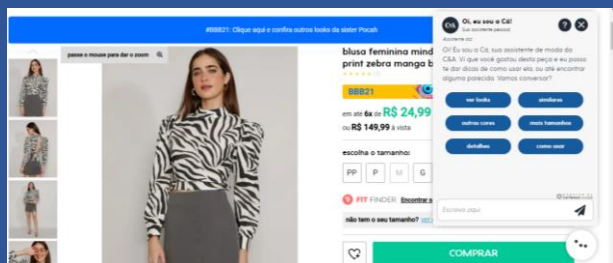 #BBB21: Clique aqui e confira outros looks da sister Pocah
passe o mouse para dar o zoom
blusa feminina mind
print zebra manga b
BBB21
em até 6x de R$ 24,99
ou R$ 149,99 à vista
escolha o tamanho:
PP P M G
FIT FINDER Encontrar s
não tem o seu tamanho?
COMPRAR
Oi, eu sou a Cá!
Sua assistente pessoal
Assistente diz:
Oi! Eu sou a Cá, sua assistente de moda da
C&A. Vi que você gostou desta peça e eu posso
te dar dicas de como usar ela, ou até encontrar
alguma parecida. Vamos conversar?
ver looks
similares
outras cores
mais tamanhos
detalhes
como usar
Escreva aqui